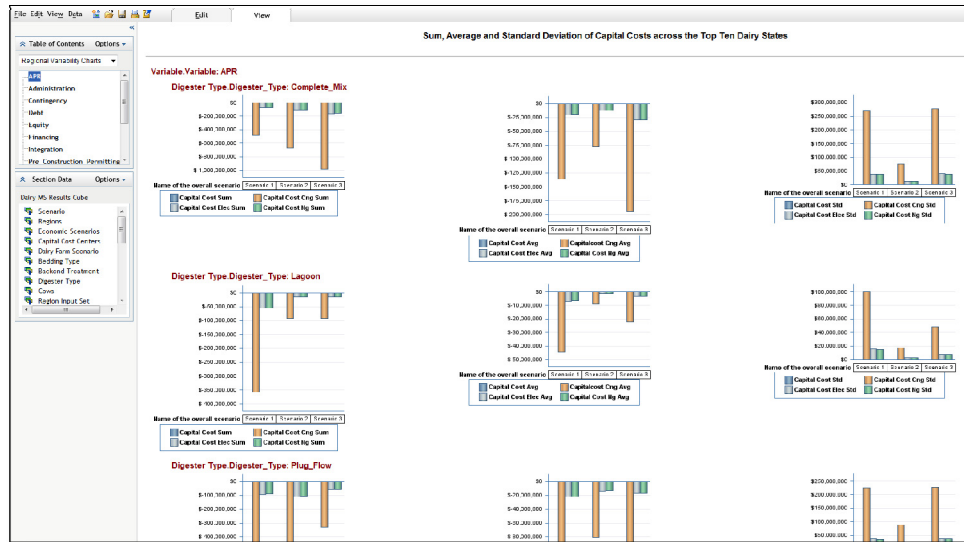 File Edit View Data
Edit View
Sum, Average and Standard Deviation of Capital Costs across the Top Ten Dairy States
Table of Contents Options
Regional Variability Charts
APR
Administration
Contingency
Debt
Equity
Financing
Integration
Pre Construction Permitting
Section Data Options
Dairy MS Results Cube
Scenario
Regions
Economic Scenarios
Capital Cost Centers
Dairy Farm Scenario
Bedding Type
Backend Treatment
Digester Type
Cows
Region Input Set
Variable.Variable: APR
Digester Type.Digester_Type: Complete_Mix
$0
$-200,000,000
$-400,000,000
$-600,000,000
$-800,000,000
$-1,000,000,000
Name of the overall scenario Scenario 1 Scenario 2 Scenario 3
Capital Cost Sum Capital Cost Cng Sum
Capital Cost Elec Sum Capital Cost Ng Sum
$0
$-25,000,000
$-50,000,000
$-75,000,000
$-100,000,000
$-125,000,000
$-150,000,000
$-175,000,000
$-200,000,000
Name of the overall scenario Scenario 1 Scenario 2 Scenario 3
Capital Cost Avg Capitalcost Cng Avg
Capital Cost Elec Avg Capital Cost Ng Avg
$300,000,000
$250,000,000
$200,000,000
$150,000,000
$100,000,000
$50,000,000
$0
Name of the overall scenario Scenario 1 Scenario 2 Scenario 3
Capital Cost Std Capital Cost Cng Std
Capital Cost Elec Std Capital Cost Ng Std
Digester Type.Digester_Type: Lagoon
$0
$-50,000,000
$-100,000,000
$-150,000,000
$-200,000,000
$-250,000,000
$-300,000,000
$-350,000,000
$-400,000,000
Name of the overall scenario Scenario 1 Scenario 2 Scenario 3
Capital Cost Sum Capital Cost Cng Sum
Capital Cost Elec Sum Capital Cost Ng Sum
$0
$-10,000,000
$-20,000,000
$-30,000,000
$-40,000,000
$-50,000,000
Name of the overall scenario Scenario 1 Scenario 2 Scenario 3
Capital Cost Avg Capitalcost Cng Avg
Capital Cost Elec Avg Capital Cost Ng Avg
$100,000,000
$80,000,000
$60,000,000
$40,000,000
$20,000,000
$0
Name of the overall scenario Scenario 1 Scenario 2 Scenario 3
Capital Cost Std Capital Cost Cng Std
Capital Cost Elec Std Capital Cost Ng Std
Digester Type.Digester_Type: Plug_Flow
$0
$-100,000,000
$-200,000,000
$-300,000,000
$-400,000,000
$0
$-20,000,000
$-40,000,000
$-60,000,000
$-80,000,000
$250,000,000
$200,000,000
$150,000,000
$100,000,000
$50,000,000